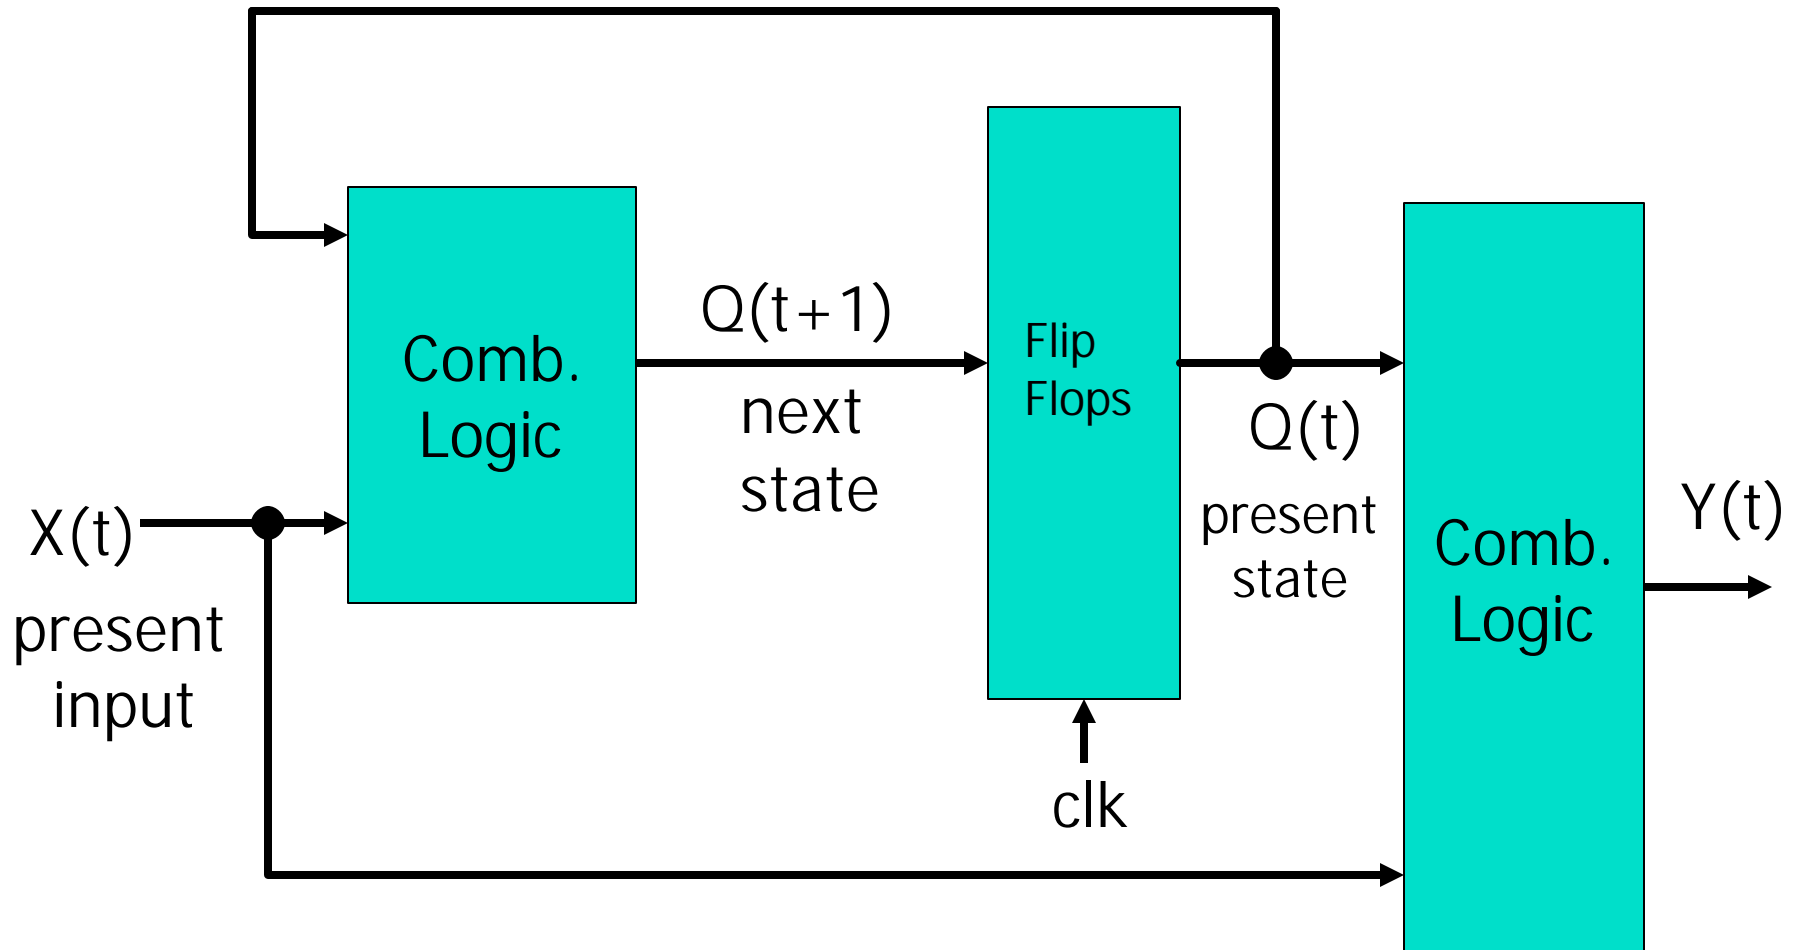 Comb.
Logic
Q(t+1)
next
state
Flip
Flops
Q(t)
present
state
Comb.
Logic
Y(t)
X(t)
present
input
clk